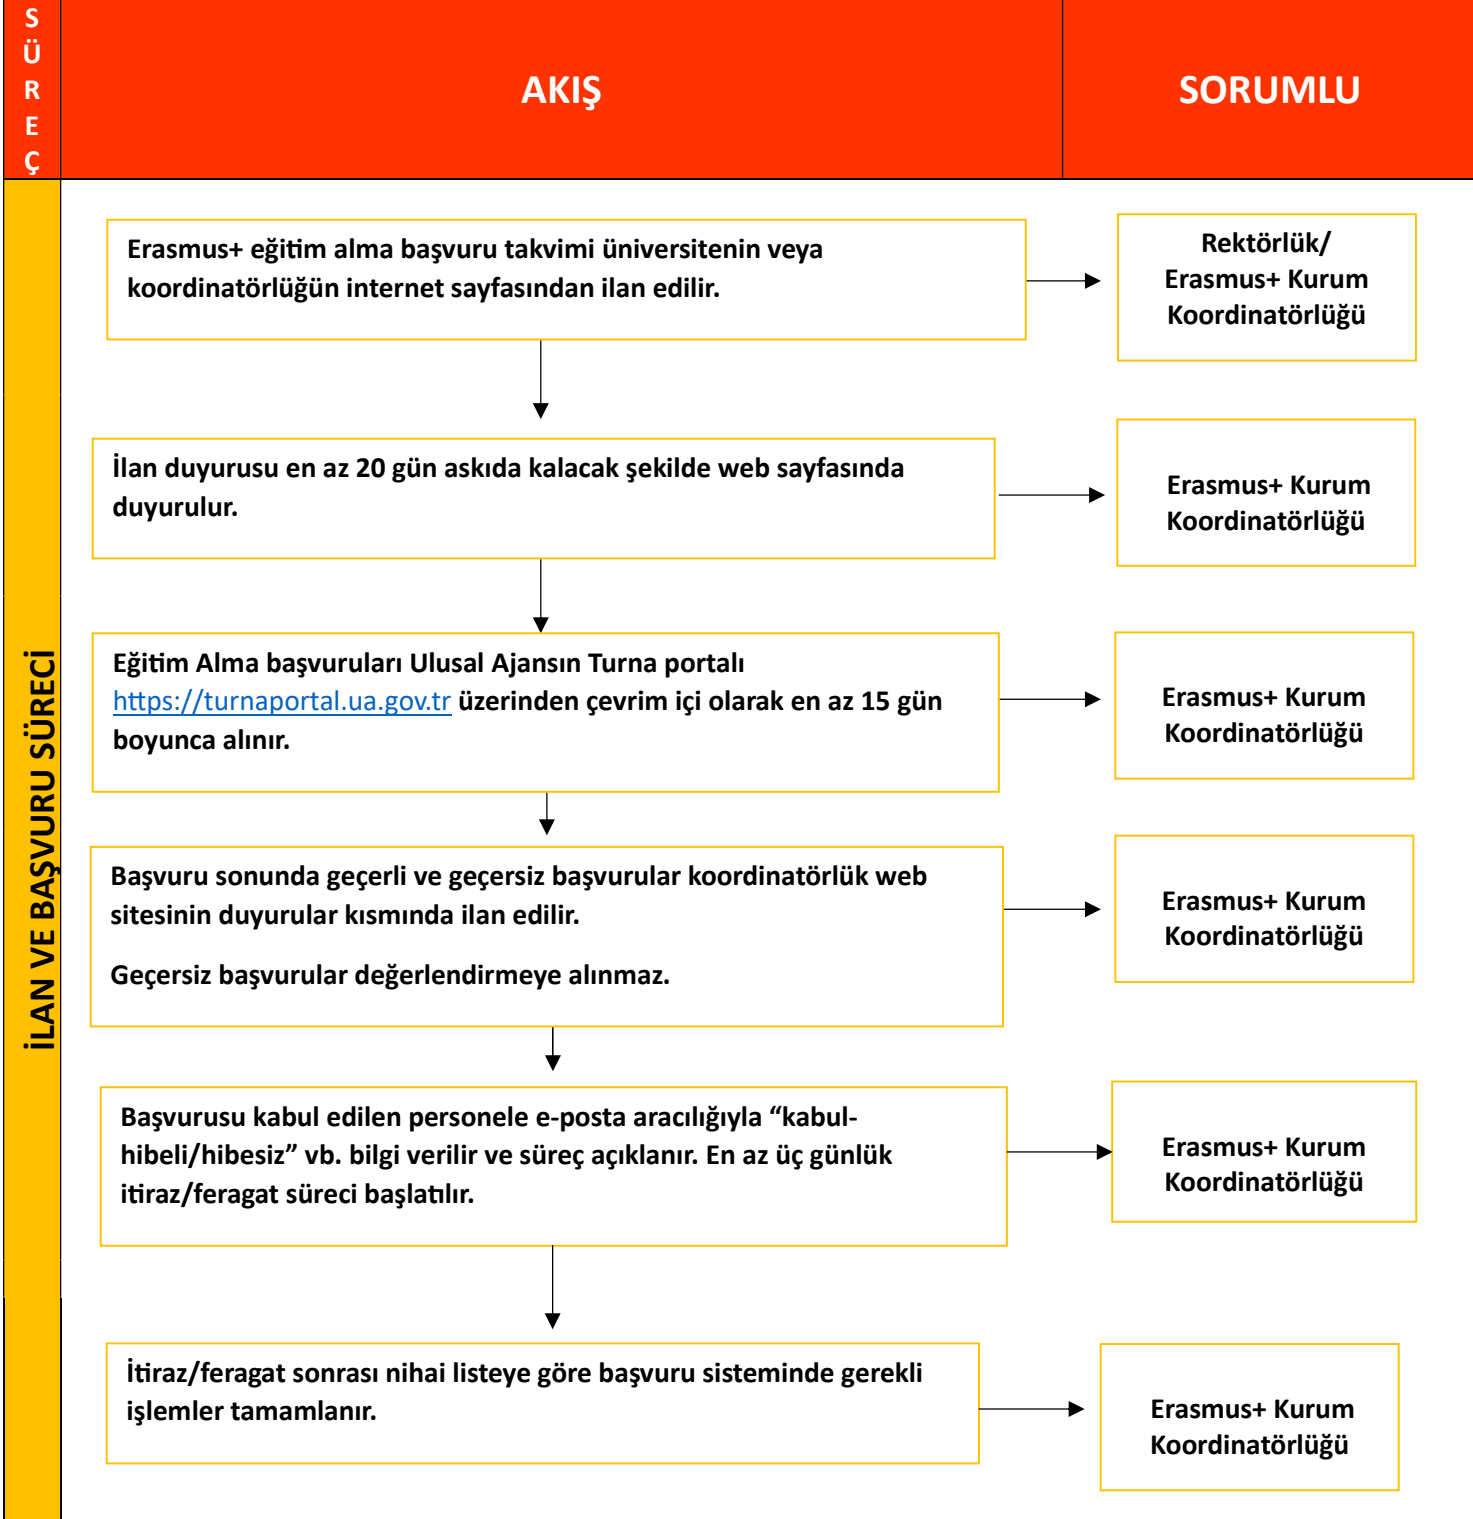 S
Ü
R
E
Ç
AKIŞ
SORUMLU
İLAN VE BAŞVURU SÜRECİ
Erasmus+ eğitim alma başvuru takvimi üniversitenin veya
koordinatörlüğün internet sayfasından ilan edilir.
Rektörlük/
Erasmus+ Kurum
Koordinatörlüğü
İlan duyurusu en az 20 gün askıda kalacak şekilde web sayfasında
duyurulur.
Erasmus+ Kurum
Koordinatörlüğü
Eğitim Alma başvuruları Ulusal Ajansın Turna portalı
https://turnaportal.ua.gov.tr üzerinden çevrim içi olarak en az 15 gün
boyunca alınır.
Erasmus+ Kurum
Koordinatörlüğü
Başvuru sonunda geçerli ve geçersiz başvurular koordinatörlük web
sitesinin duyurular kısmında ilan edilir.
Geçersiz başvurular değerlendirmeye alınmaz.
Erasmus+ Kurum
Koordinatörlüğü
Başvurusu kabul edilen personele e-posta aracılığıyla “kabul-
hibeli/hibesiz” vb. bilgi verilir ve süreç açıklanır. En az üç günlük
itiraz/feragat süreci başlatılır.
Erasmus+ Kurum
Koordinatörlüğü
İtiraz/feragat sonrası nihai listeye göre başvuru sisteminde gerekli
işlemler tamamlanır.
Erasmus+ Kurum
Koordinatörlüğü